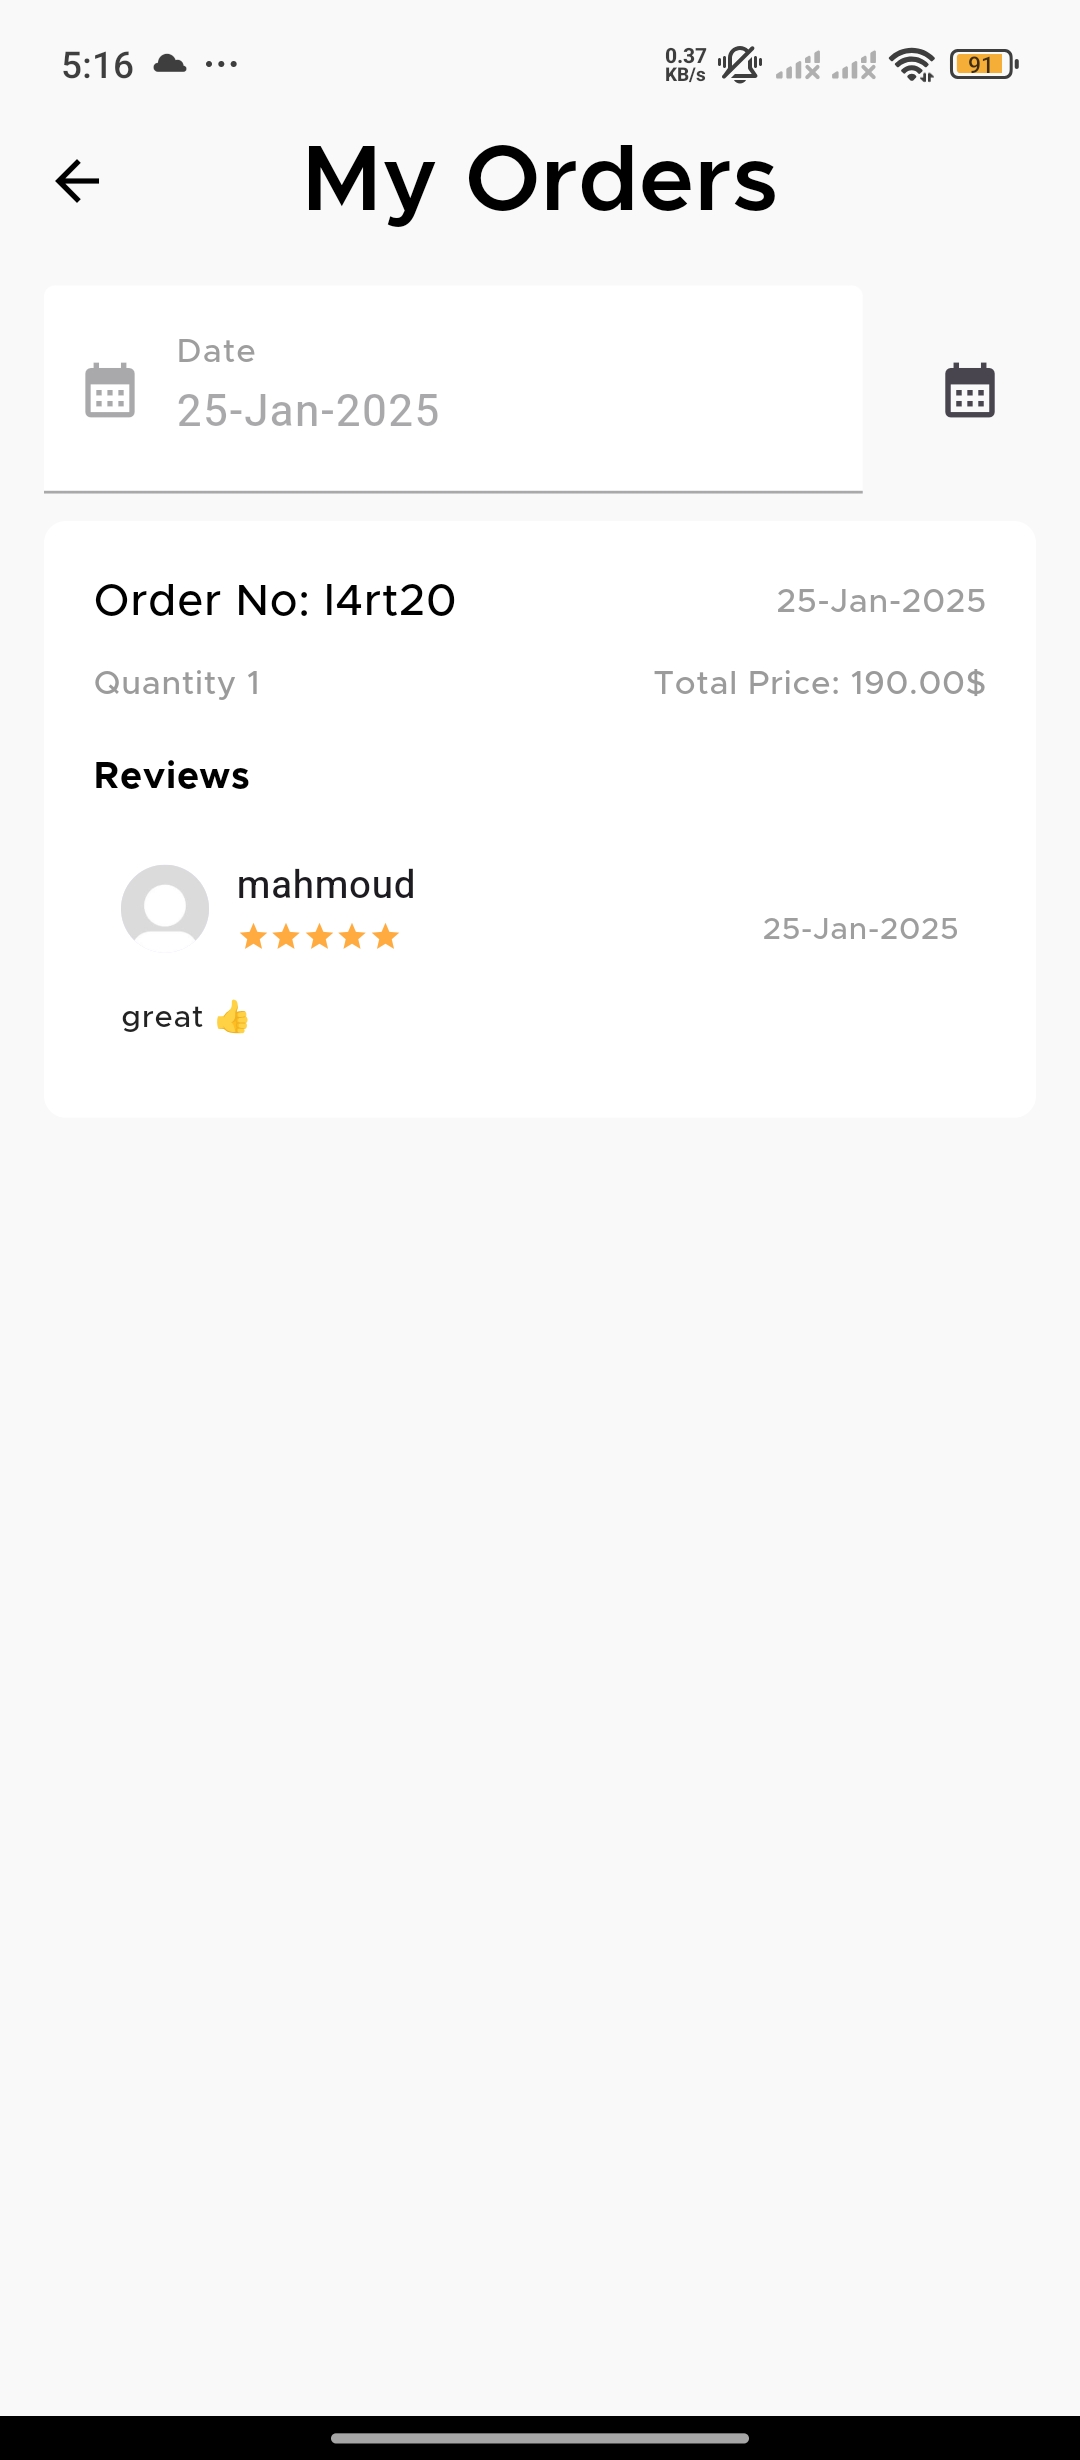 5:16 0.37 KB/s 91
My Orders
Date
25-Jan-2025
Order No: l4rt20 25-Jan-2025
Quantity 1 Total Price: 190.00$
Reviews
mahmoud
25-Jan-2025
great 👍